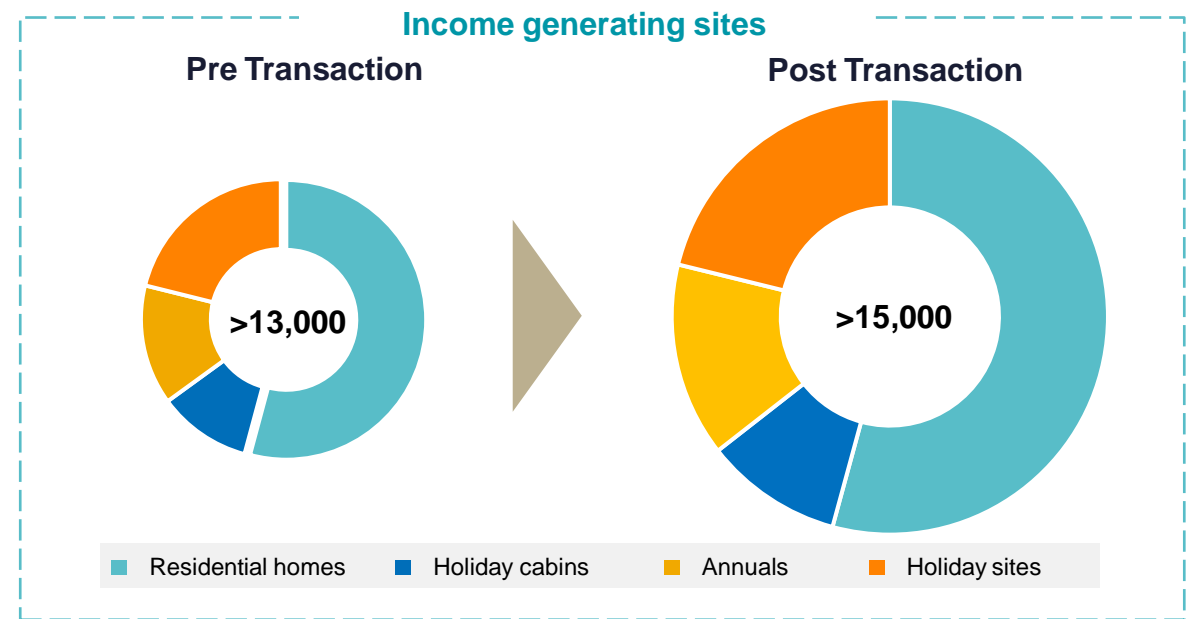 Income generating sites
Pre Transaction
Post Transaction
>13,000
>15,000
Residential homes
Holiday cabins
Annuals
Holiday sites